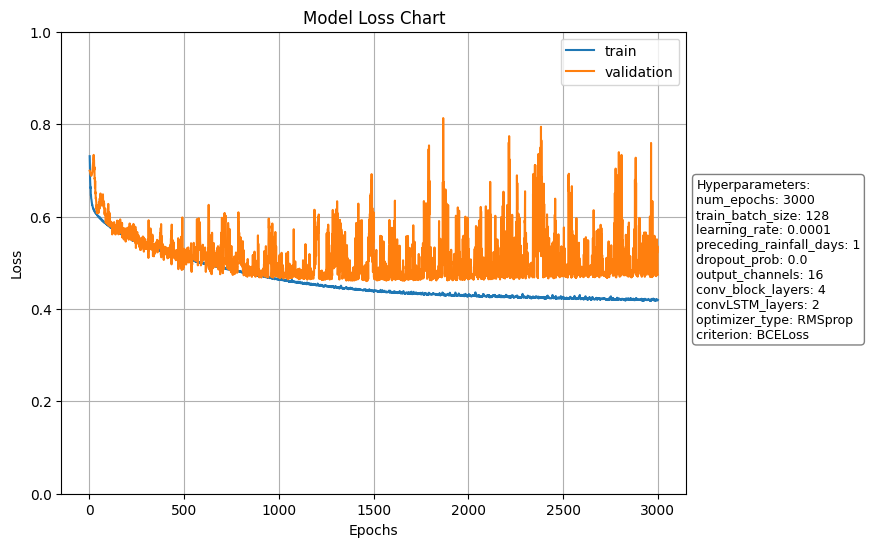 Model Loss Chart
1.0
0.8
0.6
0.4
0.2
0.0
Loss
0
500
1000
1500
2000
2500
3000
Epochs
train
validation
Hyperparameters:
num_epochs: 3000
train_batch_size: 128
learning_rate: 0.0001
preceding_rainfall_days: 1
dropout_prob: 0.0
output_channels: 16
conv_block_layers: 4
convLSTM_layers: 2
optimizer_type: RMSprop
criterion: BCELoss